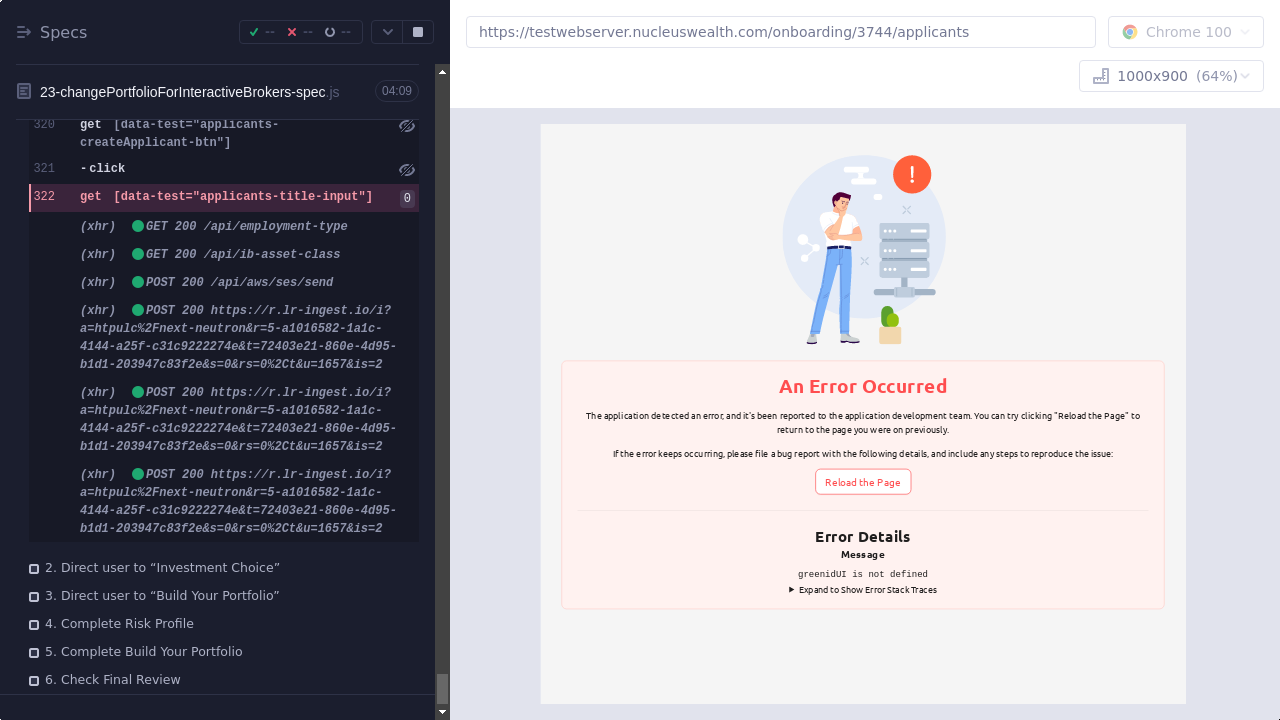 Specs
--
--
--
https://testwebserver.nucleuswealth.com/onboarding/3744/applicants
Chrome 100
1000x900 (64%)
23-changePortfolioForInteractiveBrokers-spec.js
04:09
320 get [data-test="applicants-
createApplicant-btn"]
321 -click
322 get [data-test="applicants-title-input"] 0
(xhr) GET 200 /api/employment-type
(xhr) GET 200 /api/ib-asset-class
(xhr) POST 200 /api/aws/ses/send
(xhr) POST 200 https://r.lr-ingest.io/i?
a=htpulc%2Fnext-neutron&r=5-a1016582-1a1c-
4144-a25f-c31c9222274e&t=72403e21-860e-4d95-
b1d1-203947c83f2e&s=0&rs=0%2Ct&u=1657&is=2
(xhr) POST 200 https://r.lr-ingest.io/i?
a=htpulc%2Fnext-neutron&r=5-a1016582-1a1c-
4144-a25f-c31c9222274e&t=72403e21-860e-4d95-
b1d1-203947c83f2e&s=0&rs=0%2Ct&u=1657&is=2
(xhr) POST 200 https://r.lr-ingest.io/i?
a=htpulc%2Fnext-neutron&r=5-a1016582-1a1c-
4144-a25f-c31c9222274e&t=72403e21-860e-4d95-
b1d1-203947c83f2e&s=0&rs=0%2Ct&u=1657&is=2
2. Direct user to “Investment Choice”
3. Direct user to “Build Your Portfolio”
4. Complete Risk Profile
5. Complete Build Your Portfolio
6. Check Final Review
!
An Error Occurred
The application detected an error, and it's been reported to the application development team. You can try clicking "Reload the Page" to
return to the page you were on previously.
If the error keeps occurring, please file a bug report with the following details, and include any steps to reproduce the issue:
Reload the Page
Error Details
Message
greenidUI is not defined
Expand to Show Error Stack Traces